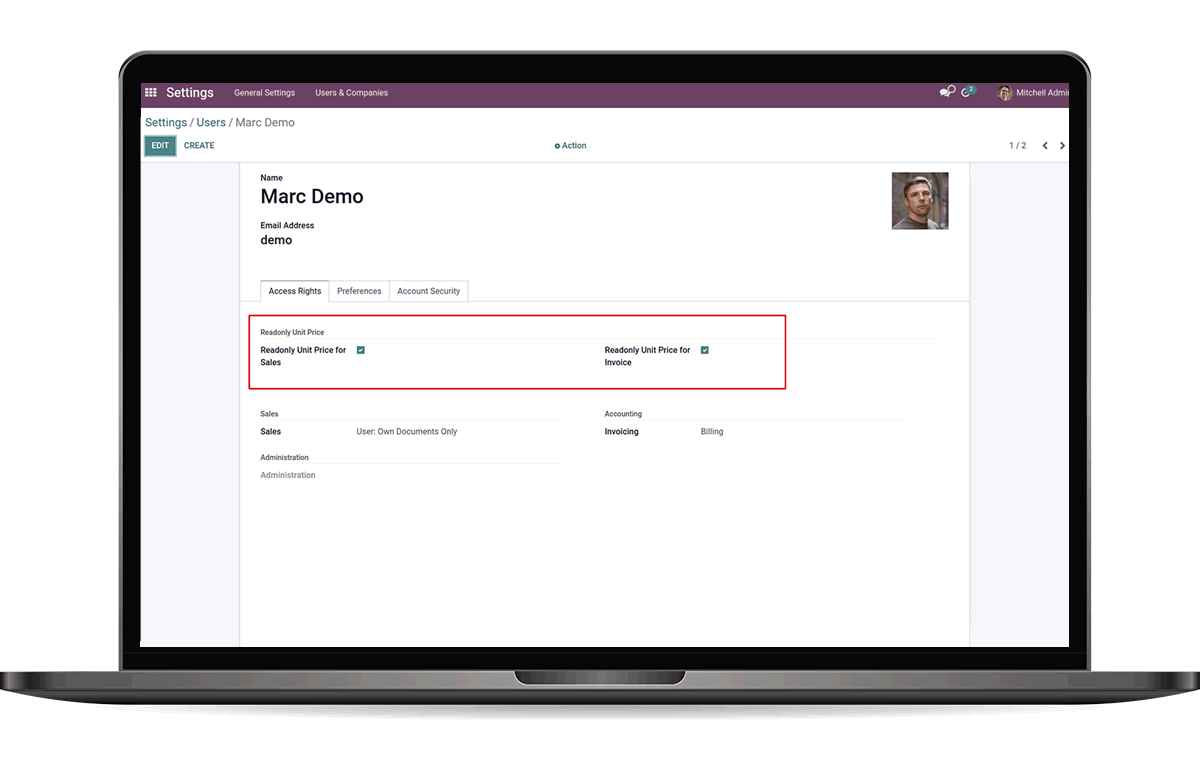 Settings General Settings Users & Companies 2 Mitchell Admi
Settings / Users / Marc Demo
EDIT CREATE Action 1 / 2
Name
Marc Demo
Email Address
demo
Access Rights Preferences Account Security
Readonly Unit Price
Readonly Unit Price for Sales
Readonly Unit Price for Invoice
Sales Accounting
Sales User: Own Documents Only Invoicing Billing
Administration
Administration